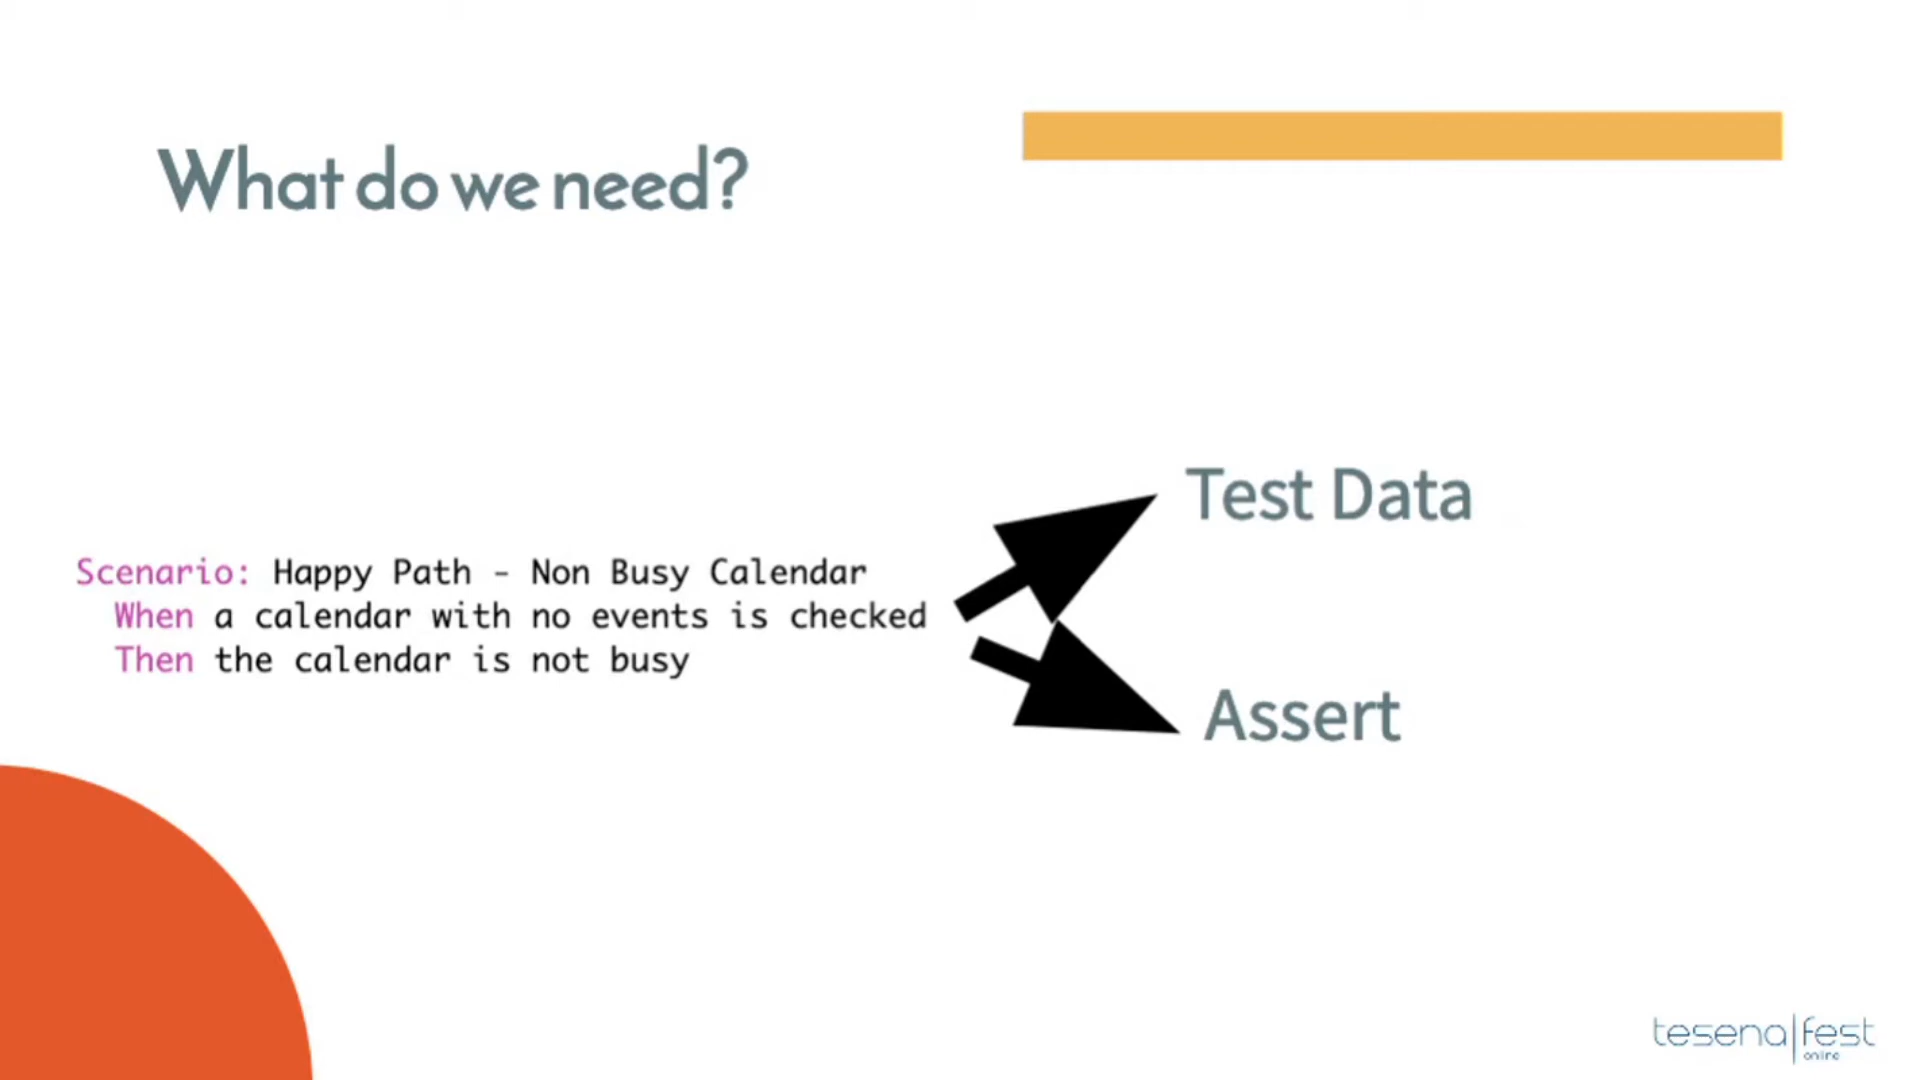 What do we need?
Scenario: Happy Path - Non Busy Calendar
When a calendar with no events is checked
Then the calendar is not busy
Test Data
Assert
tesena|fest
online